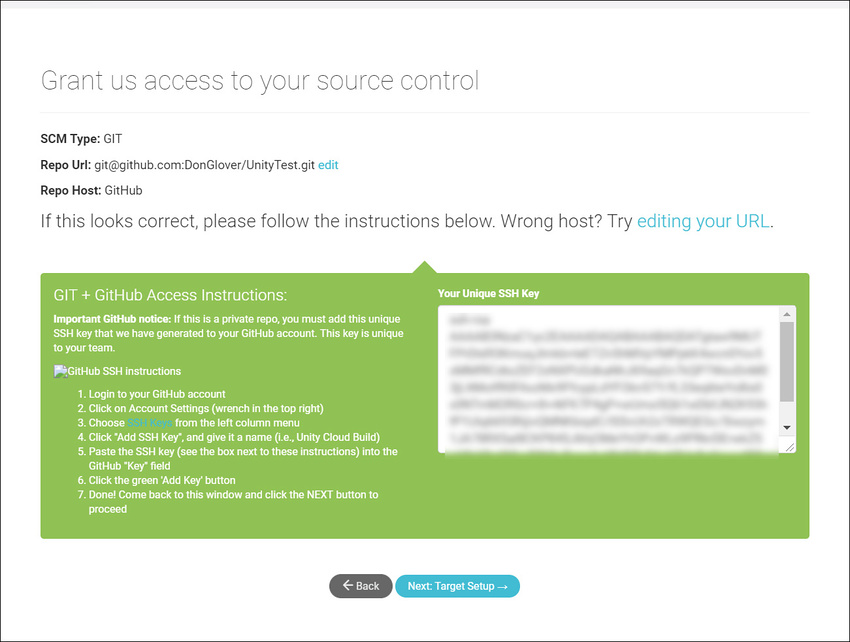 Grant us access to your source control
SCM Type: GIT
Repo Url: git@github.com:DonGlover/UnityTest.git edit
Repo Host: GitHub
If this looks correct, please follow the instructions below. Wrong host? Try editing your URL.
GIT + GitHub Access Instructions:
Important GitHub notice: If this is a private repo, you must add this unique
SSH key that we have generated to your GitHub account. This key is unique
to your team.
GitHub SSH instructions
1. Login to your GitHub account
2. Click on Account Settings (wrench in the top right)
3. Choose SSH Keys from the left column menu
4. Click "Add SSH Key", and give it a name (i.e., Unity Cloud Build)
5. Paste the SSH key (see the box next to these instructions) into the
GitHub "Key" field
6. Click the green 'Add Key' button
7. Done! Come back to this window and click the NEXT button to
proceed
Your Unique SSH Key
← Back
Next: Target Setup →